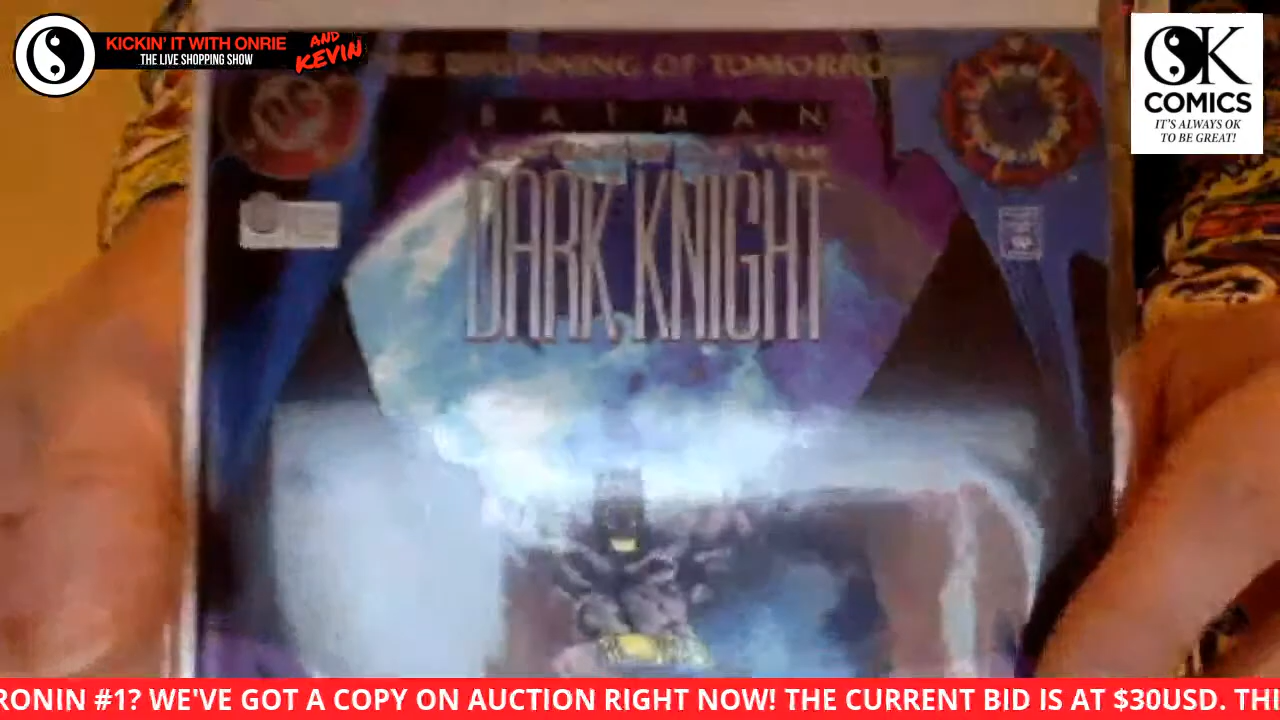 KICKIN' IT WITH ONRIE
AND
KEVIN
THE LIVE SHOPPING SHOW
OK
COMICS
IT'S ALWAYS OK
TO BE GREAT!
BEGINNING OF TOMORROW
BATMAN
DARK KNIGHT
RONIN #1? WE'VE GOT A COPY ON AUCTION RIGHT NOW! THE CURRENT BID IS AT $30USD. THI